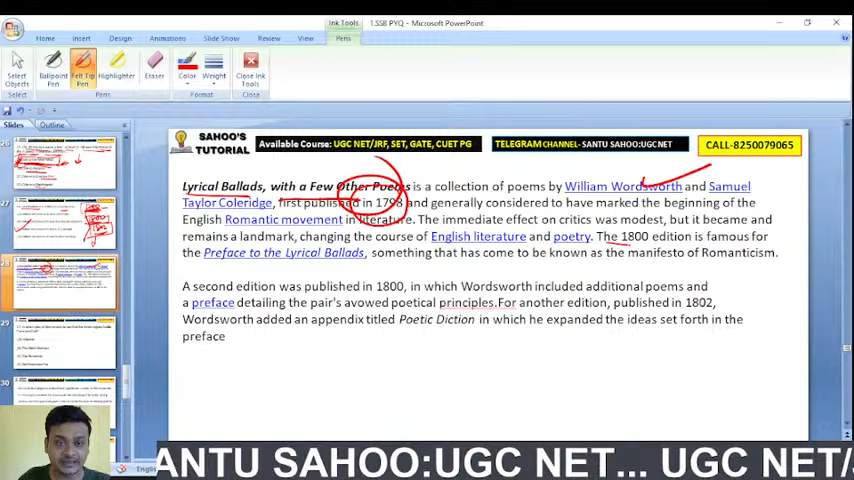 Ink Tools
1.SSB PYQ - Microsoft PowerPoint
Home Insert Design Animations Slide Show Review View Pens
Select Objects
Ballpoint Pen
Felt Tip Pen
Highlighter
Eraser
Color
Weight
Close Ink Tools
Select
Pens
Format
Close
Slides Outline
26
27
28
29
30
SAHOO'S
TUTORIAL
Available Course: UGC NET/JRF, SET, GATE, CUET PG
TELEGRAM CHANNEL- SANTU SAHOO:UGC NET
CALL-8250079065
Lyrical Ballads, with a Few Other Poems is a collection of poems by William Wordsworth and Samuel
Taylor Coleridge, first published in 1798 and generally considered to have marked the beginning of the
English Romantic movement in literature. The immediate effect on critics was modest, but it became and
remains a landmark, changing the course of English literature and poetry. The 1800 edition is famous for
the Preface to the Lyrical Ballads, something that has come to be known as the manifesto of Romanticism.
A second edition was published in 1800, in which Wordsworth included additional poems and
a preface detailing the pair's avowed poetical principles.For another edition, published in 1802,
Wordsworth added an appendix titled Poetic Diction in which he expanded the ideas set forth in the
preface
ANTU SAHOO:UGC NET... UGC NET/
English